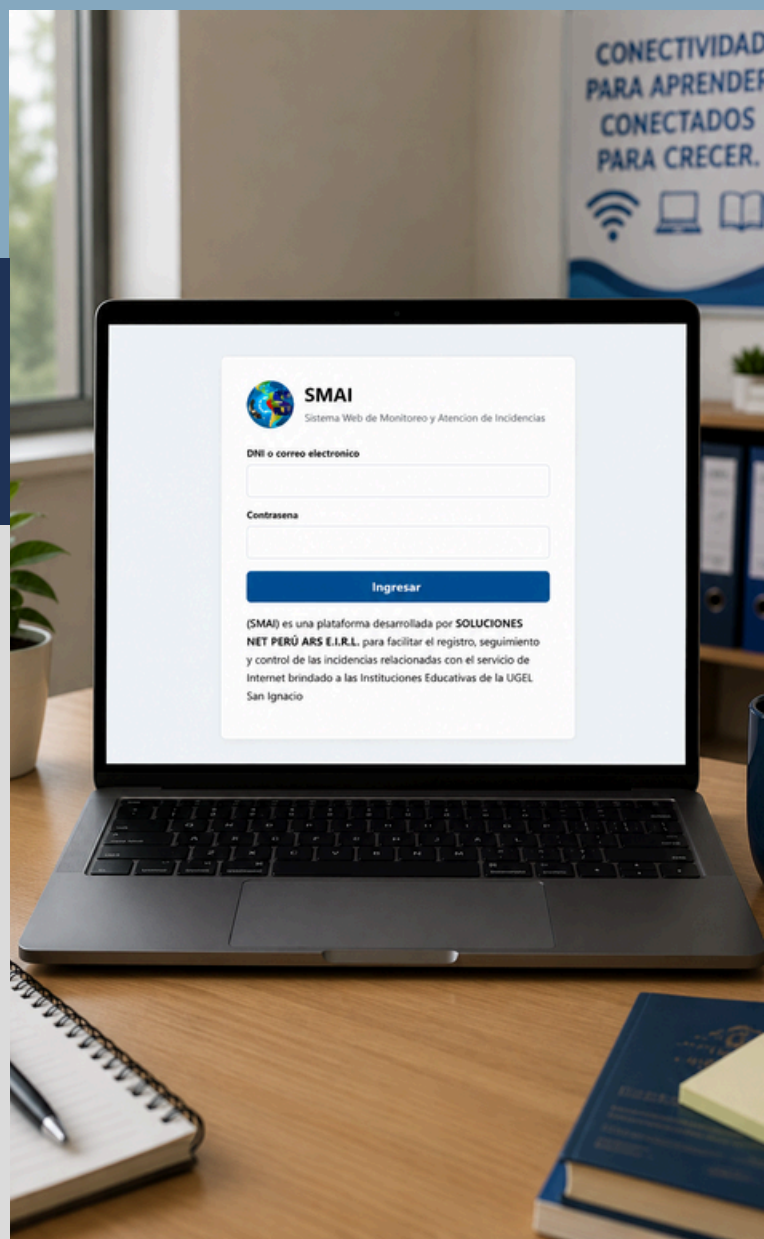 CONECTIVIDAD
PARA APRENDER
CONECTADOS
PARA CRECER.
SMAI
Sistema Web de Monitoreo y Atencion de Incidencias
DNI o correo electronico
Contrasena
Ingresar
(SMAI) es una plataforma desarrollada por SOLUCIONES
NET PERÚ ARS E.I.R.L. para facilitar el registro, seguimiento
y control de las incidencias relacionadas con el servicio de
Internet brindado a las Instituciones Educativas de la UGEL
San Ignacio